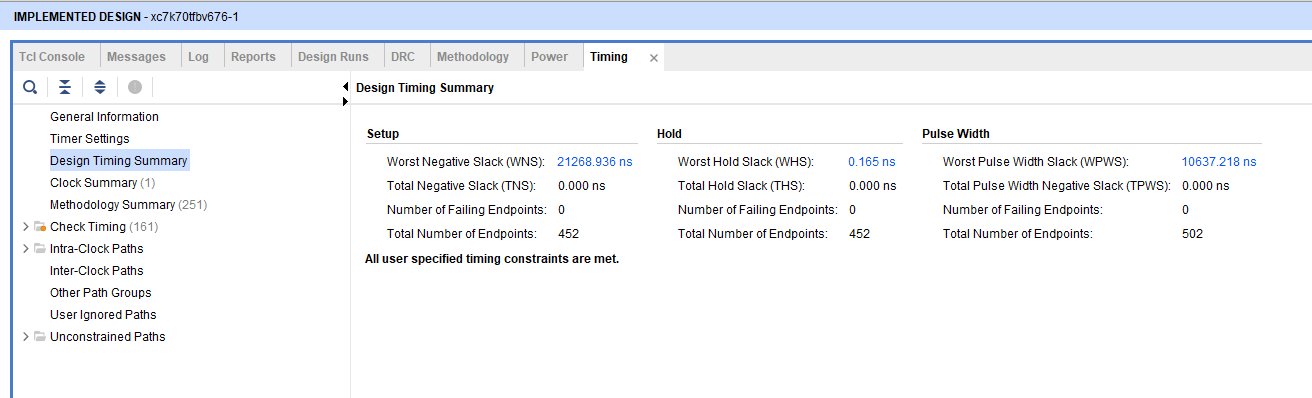 IMPLEMENTED DESIGN - xc7k70tfbv676-1
Tcl Console Messages Log Reports Design Runs DRC Methodology Power Timing
Design Timing Summary
General Information
Timer Settings
Design Timing Summary
Clock Summary (1)
Methodology Summary (251)
Check Timing (161)
Intra-Clock Paths
Inter-Clock Paths
Other Path Groups
User Ignored Paths
Unconstrained Paths
Setup Hold Pulse Width
Worst Negative Slack (WNS): 21268.936 ns Worst Hold Slack (WHS): 0.165 ns Worst Pulse Width Slack (WPWS): 10637.218 ns
Total Negative Slack (TNS): 0.000 ns Total Hold Slack (THS): 0.000 ns Total Pulse Width Negative Slack (TPWS): 0.000 ns
Number of Failing Endpoints: 0 Number of Failing Endpoints: 0 Number of Failing Endpoints: 0
Total Number of Endpoints: 452 Total Number of Endpoints: 452 Total Number of Endpoints: 502
All user specified timing constraints are met.